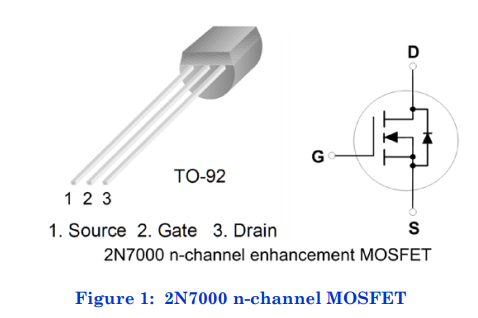 D
G
S
TO-92
1 2 3
1. Source 2. Gate 3. Drain
2N7000 n-channel enhancement MOSFET
Figure 1: 2N7000 n-channel MOSFET